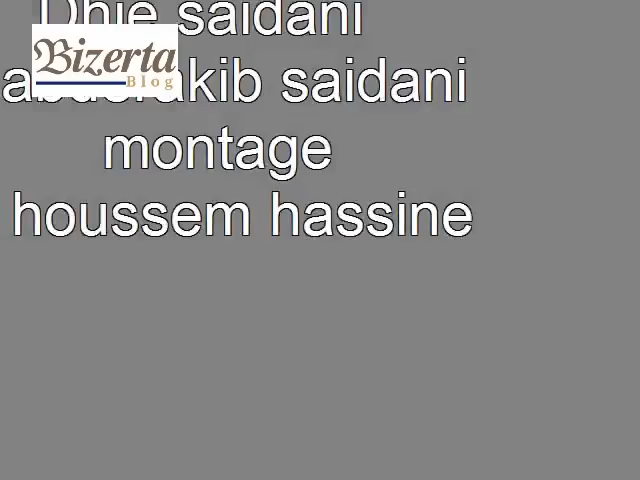 Dhie saidani
Bizerta
Blog
saidani
montage
houssem hassine